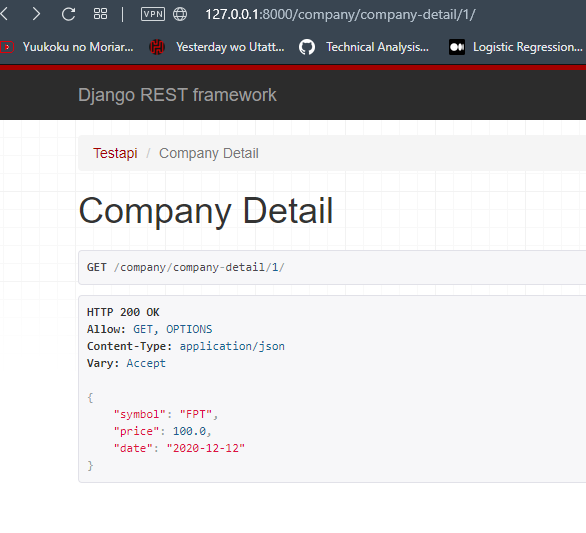 VPN 127.0.0.1:8000/company/company-detail/1/
Yuukoku no Moriar... Yesterday wo Utatt... Technical Analysis... Logistic Regression...
Django REST framework
Testapi / Company Detail
Company Detail
GET /company/company-detail/1/
HTTP 200 OK
Allow: GET, OPTIONS
Content-Type: application/json
Vary: Accept
{
    "symbol": "FPT",
    "price": 100.0,
    "date": "2020-12-12"
}